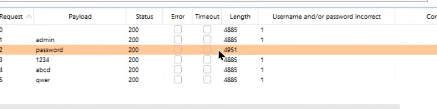 Request Payload Status Error Timeout Length Username and/or password incorrect Com
0 200 4885 1
1 admin 200 4885 1
2 password 200 4951
3 1234 200 4885 1
4 abcd 200 4885 1
5 qwer 200 4885 1